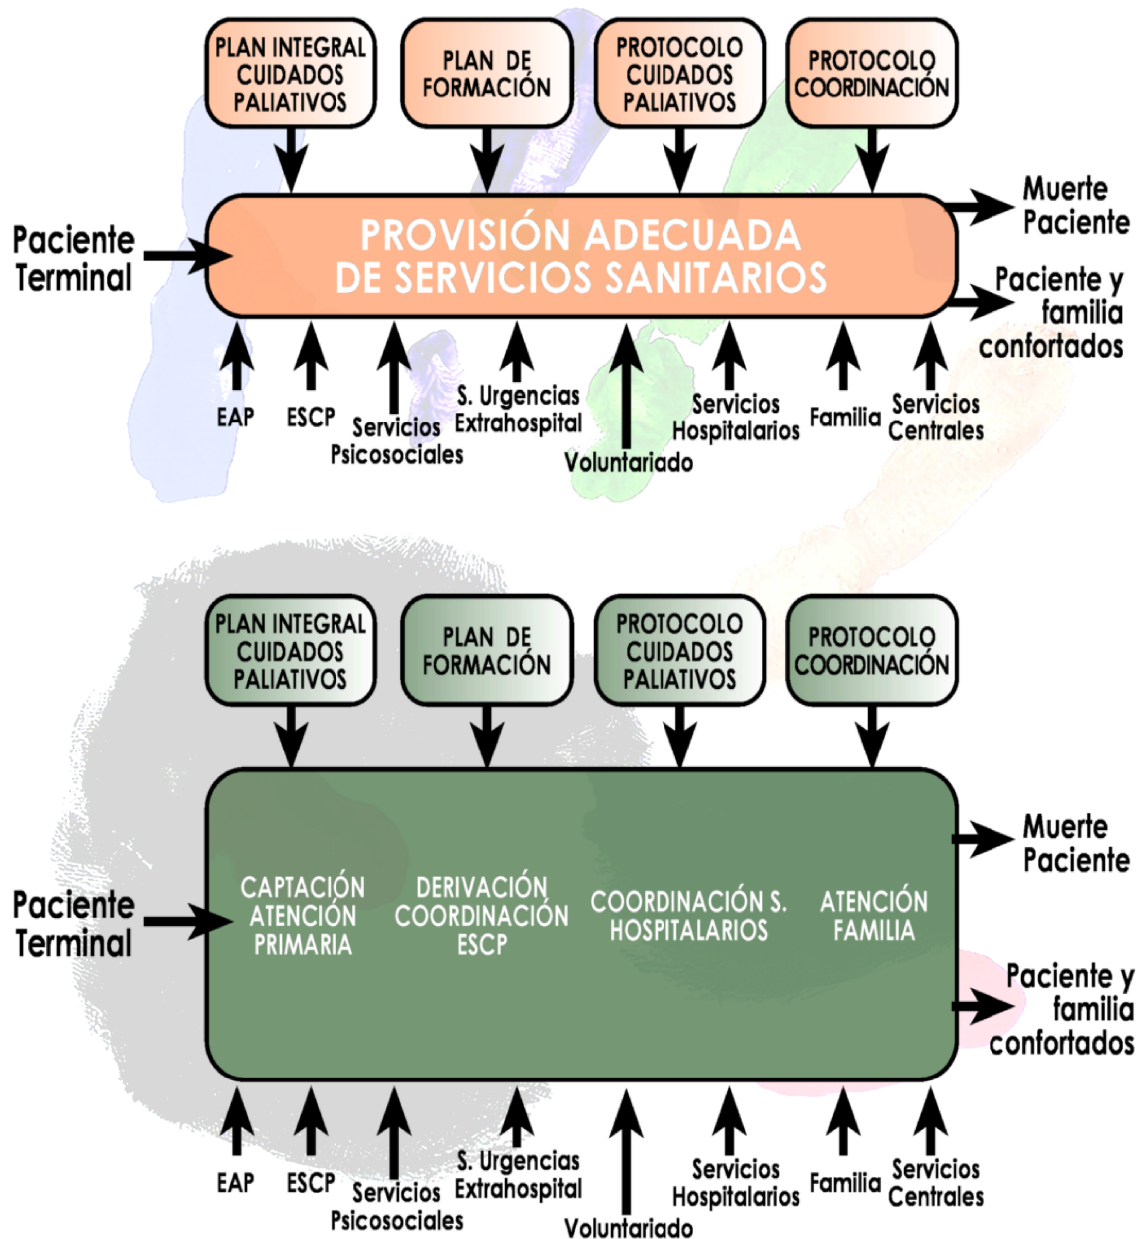 PLAN INTEGRAL
CUIDADOS
PALIATIVOS
PLAN DE
FORMACIÓN
PROTOCOLO
CUIDADOS
PALIATIVOS
PROTOCOLO
COORDINACIÓN
Paciente
Terminal
PROVISIÓN ADECUADA
DE SERVICIOS SANITARIOS
Muerte
Paciente
Paciente y
familia
confortados
EAP
ESCP
Servicios
Psicosociales
S. Urgencias
Extrahospital
Voluntariado
Servicios
Hospitalarios
Familia
Servicios
Centrales
PLAN INTEGRAL
CUIDADOS
PALIATIVOS
PLAN DE
FORMACIÓN
PROTOCOLO
CUIDADOS
PALIATIVOS
PROTOCOLO
COORDINACIÓN
Paciente
Terminal
CAPTACIÓN
ATENCIÓN
PRIMARIA
DERIVACIÓN
COORDINACIÓN
ESCP
COORDINACIÓN S.
HOSPITALARIOS
ATENCIÓN
FAMILIA
Muerte
Paciente
Paciente y
familia
confortados
EAP
ESCP
Servicios
Psicosociales
S. Urgencias
Extrahospital
Voluntariado
Servicios
Hospitalarios
Familia
Servicios
Centrales